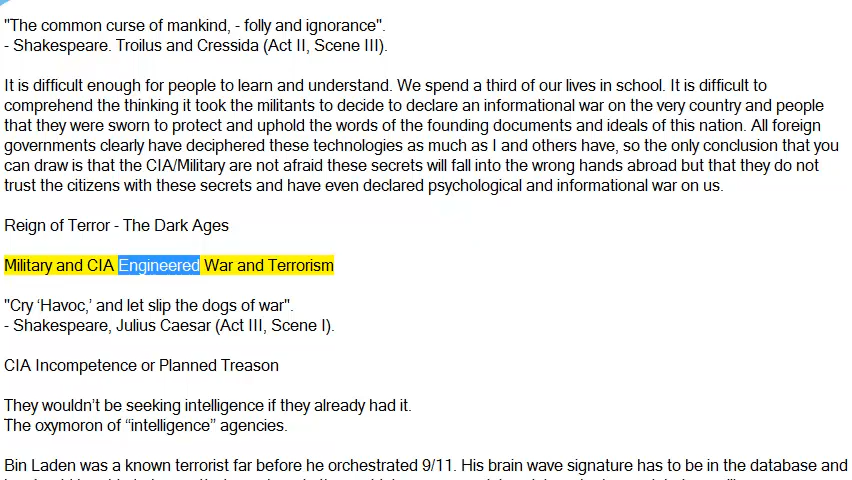 "The common curse of mankind, - folly and ignorance".
- Shakespeare. Troilus and Cressida (Act II, Scene III).
It is difficult enough for people to learn and understand. We spend a third of our lives in school. It is difficult to
comprehend the thinking it took the militants to decide to declare an informational war on the very country and people
that they were sworn to protect and uphold the words of the founding documents and ideals of this nation. All foreign
governments clearly have deciphered these technologies as much as I and others have, so the only conclusion that you
can draw is that the CIA/Military are not afraid these secrets will fall into the wrong hands abroad but that they do not
trust the citizens with these secrets and have even declared psychological and informational war on us.
Reign of Terror - The Dark Ages
Military and CIA Engineered War and Terrorism
"Cry ‘Havoc,’ and let slip the dogs of war".
- Shakespeare, Julius Caesar (Act III, Scene I).
CIA Incompetence or Planned Treason
They wouldn’t be seeking intelligence if they already had it.
The oxymoron of “intelligence” agencies.
Bin Laden was a known terrorist far before he orchestrated 9/11. His brain wave signature has to be in the database and